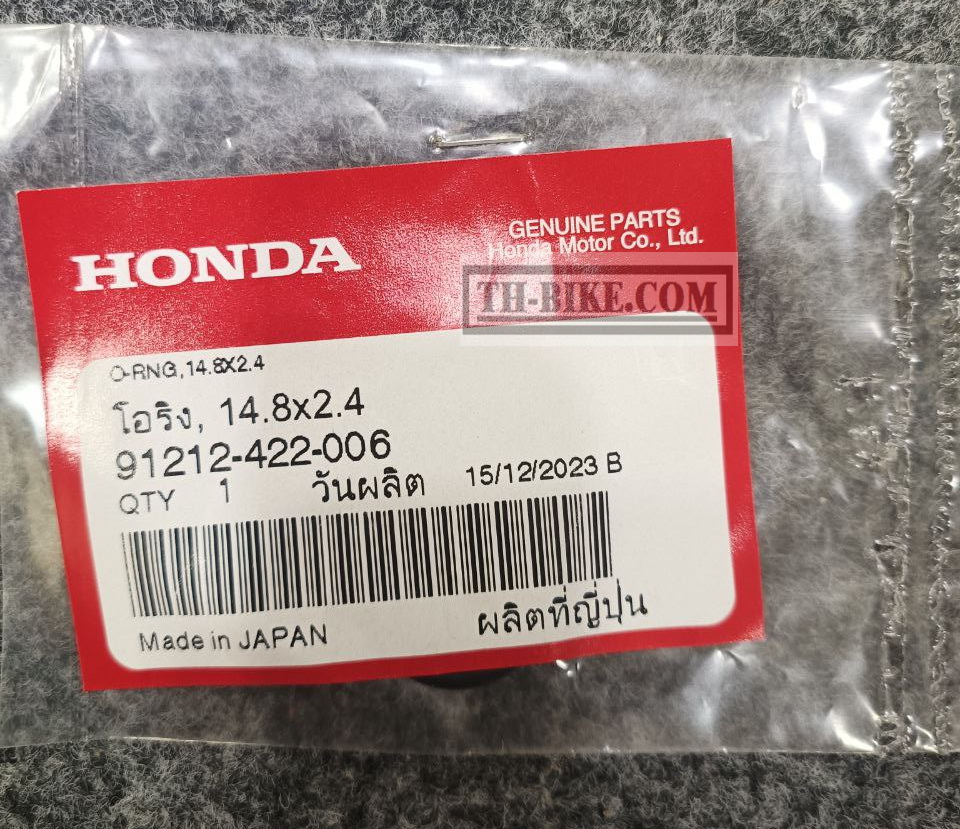 HONDA
GENUINE PARTS
Honda Motor Co., Ltd.
TH-BIKE.COM
O-RNG,14.8X2.4
โอริง, 14.8x2.4
91212-422-006
QTY 1 วันผลิต 15/12/2023 B
Made in JAPAN ผลิตที่ญี่ปุ่น